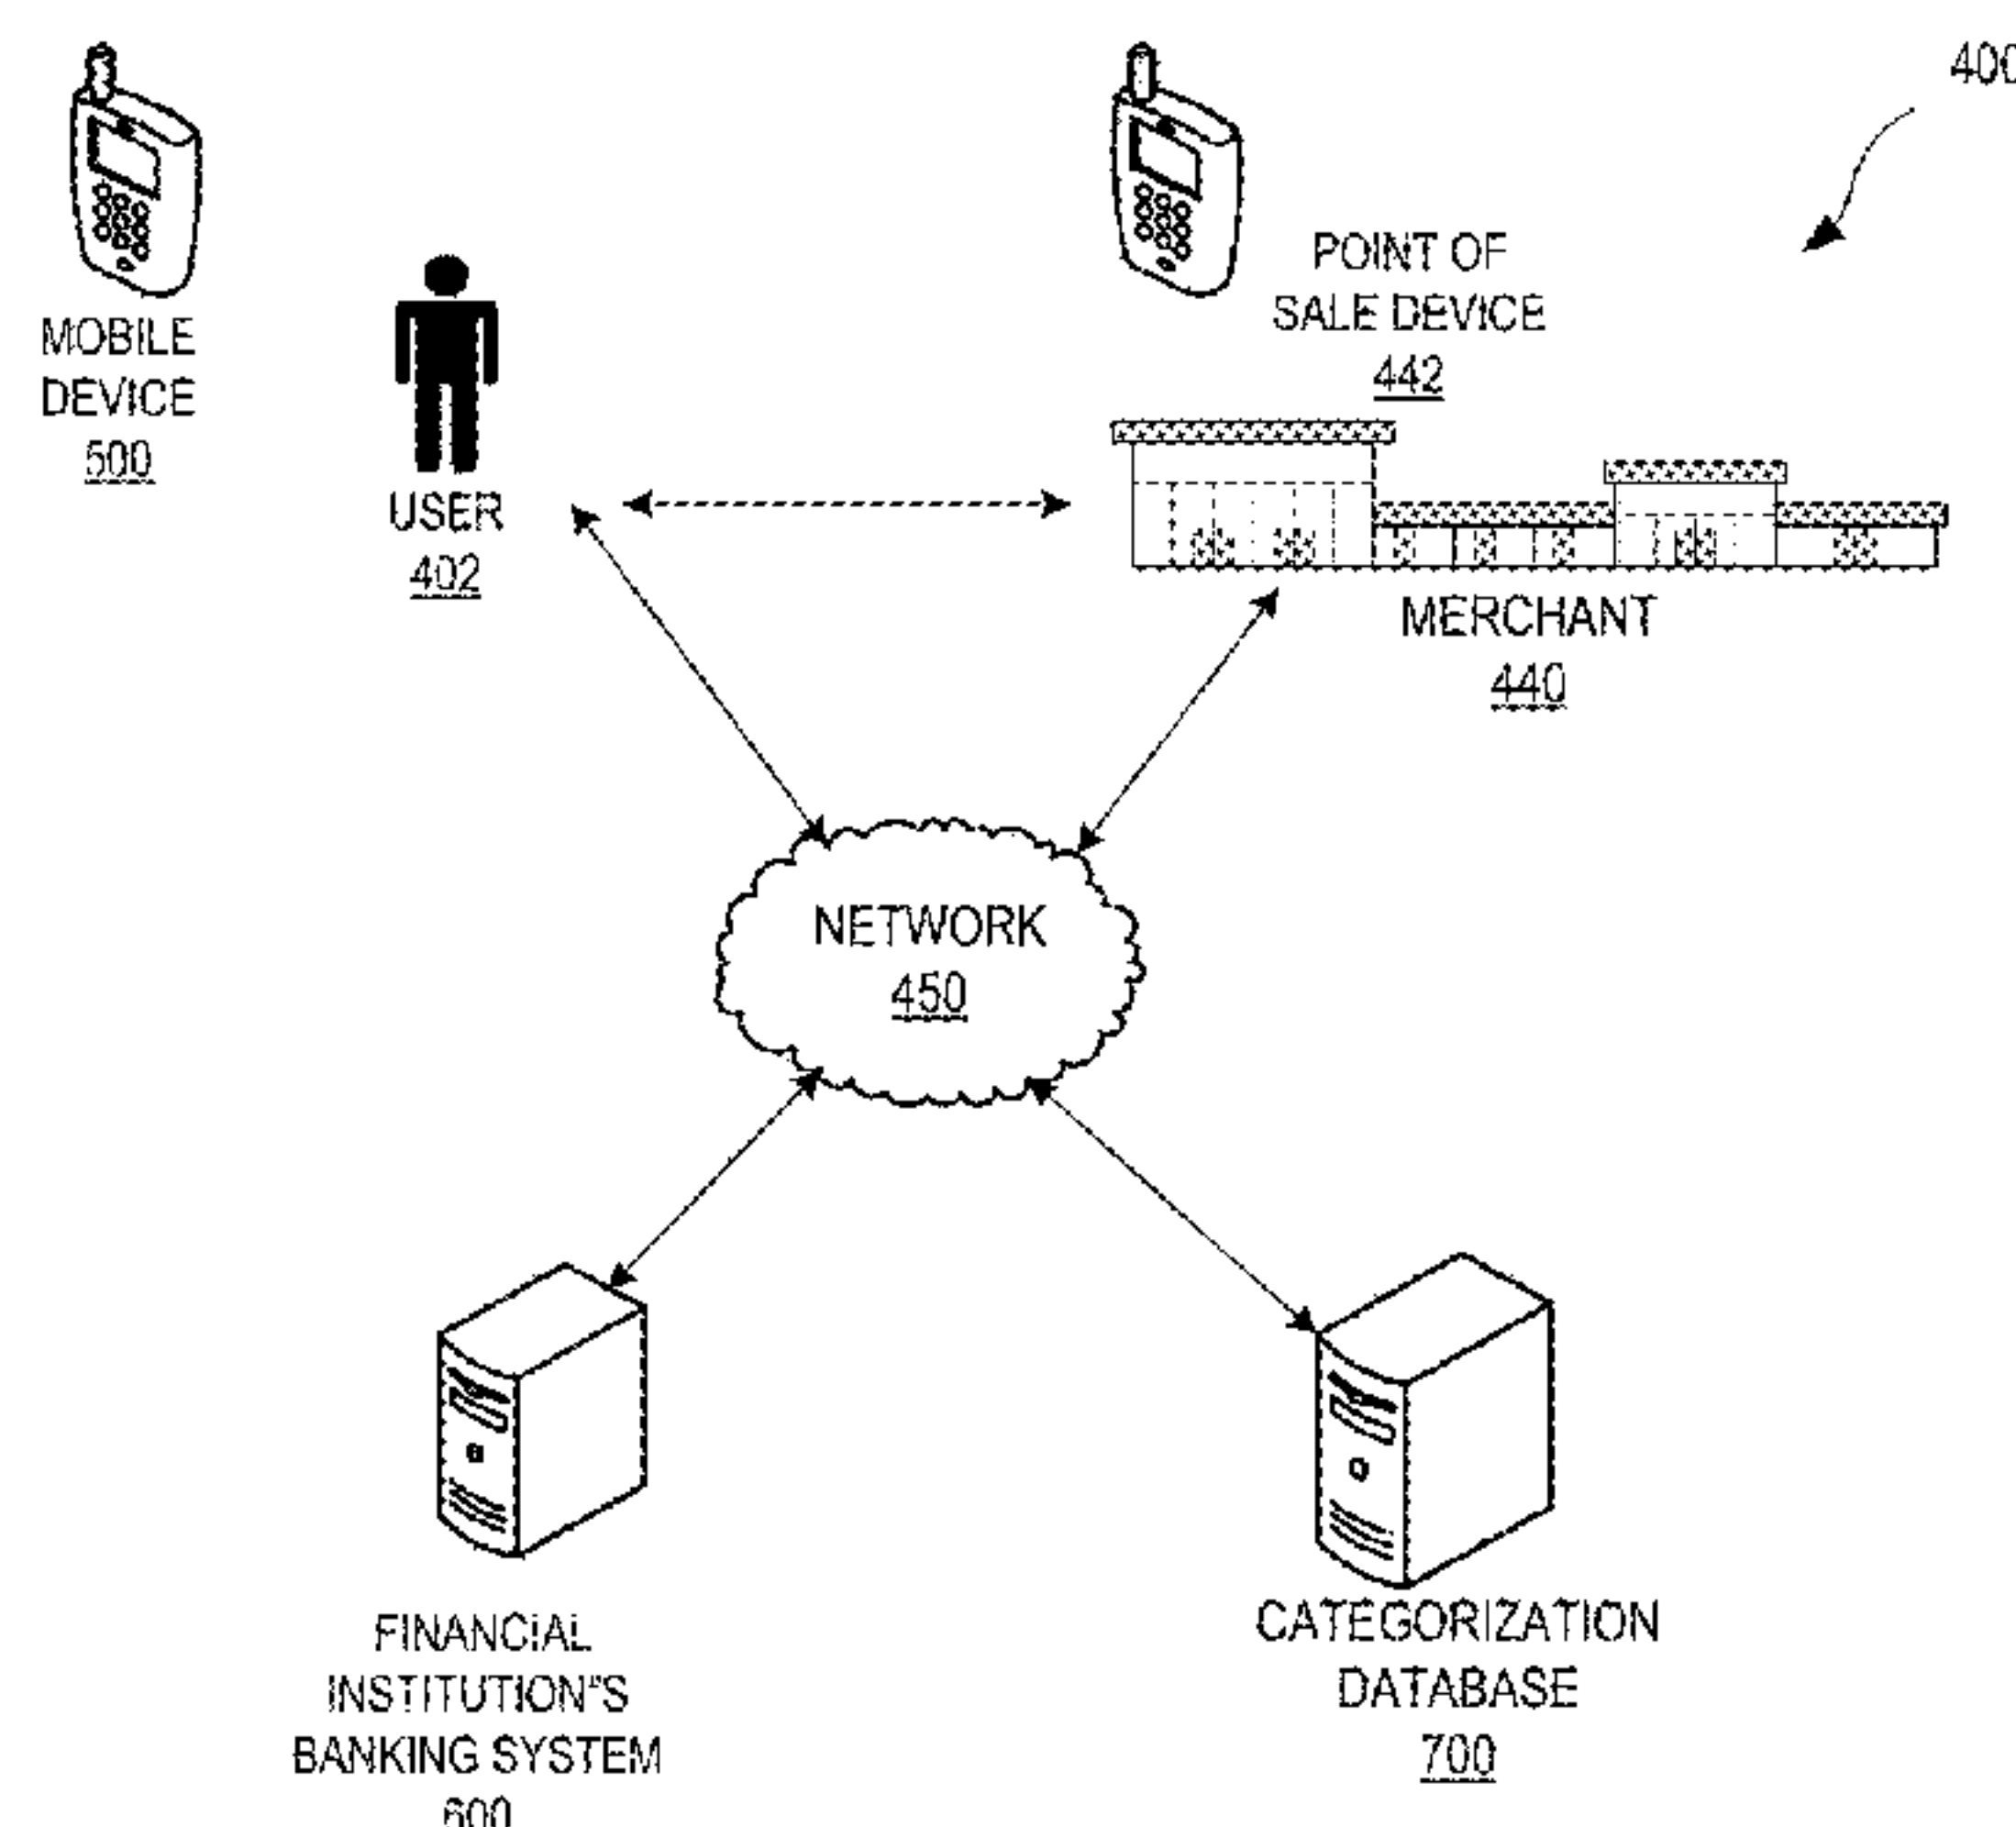 400
POINT OF
SALE DEVICE
442
MOBILE
DEVICE
500
USER
402
MERCHANT
440
NETWORK
450
FINANCIAL
INSTITUTION"S
BANKING SYSTEM
600
CATEGORIZATION
DATABASE
700